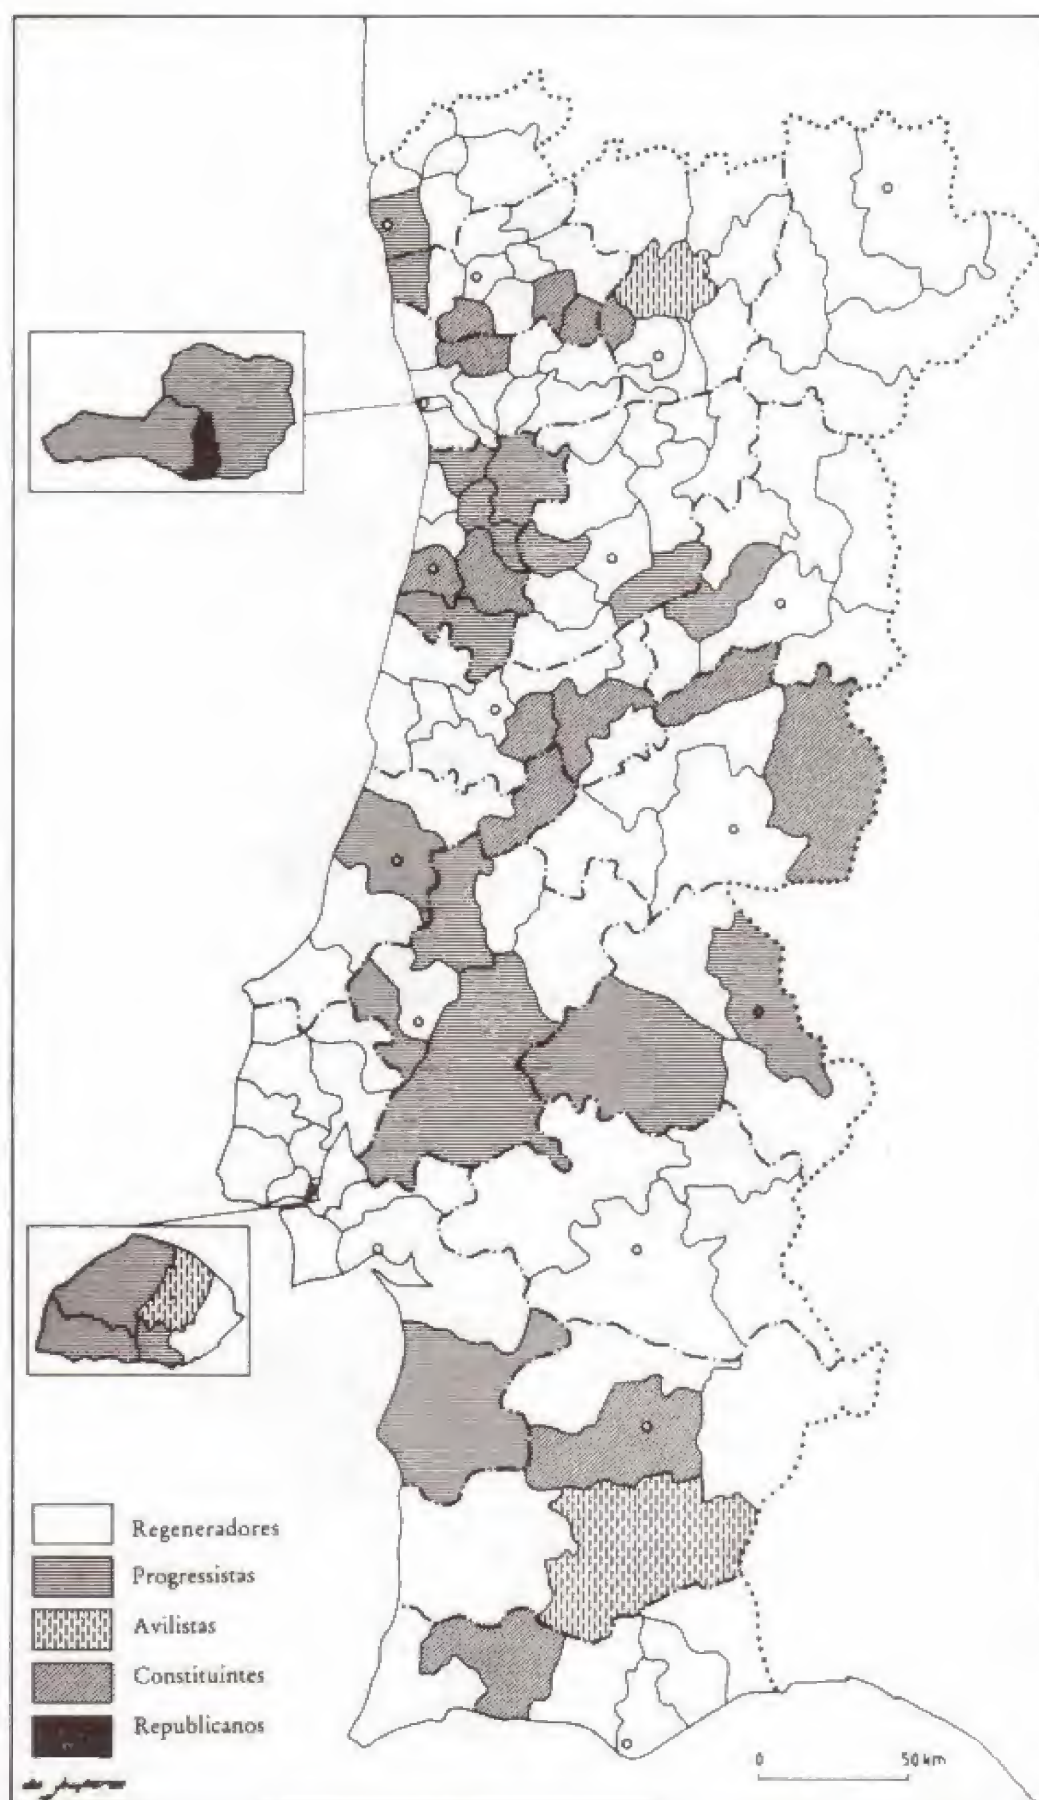 Regeneradores
Progressistas
Avilistas
Constituintes
Republicanos
0 50 km